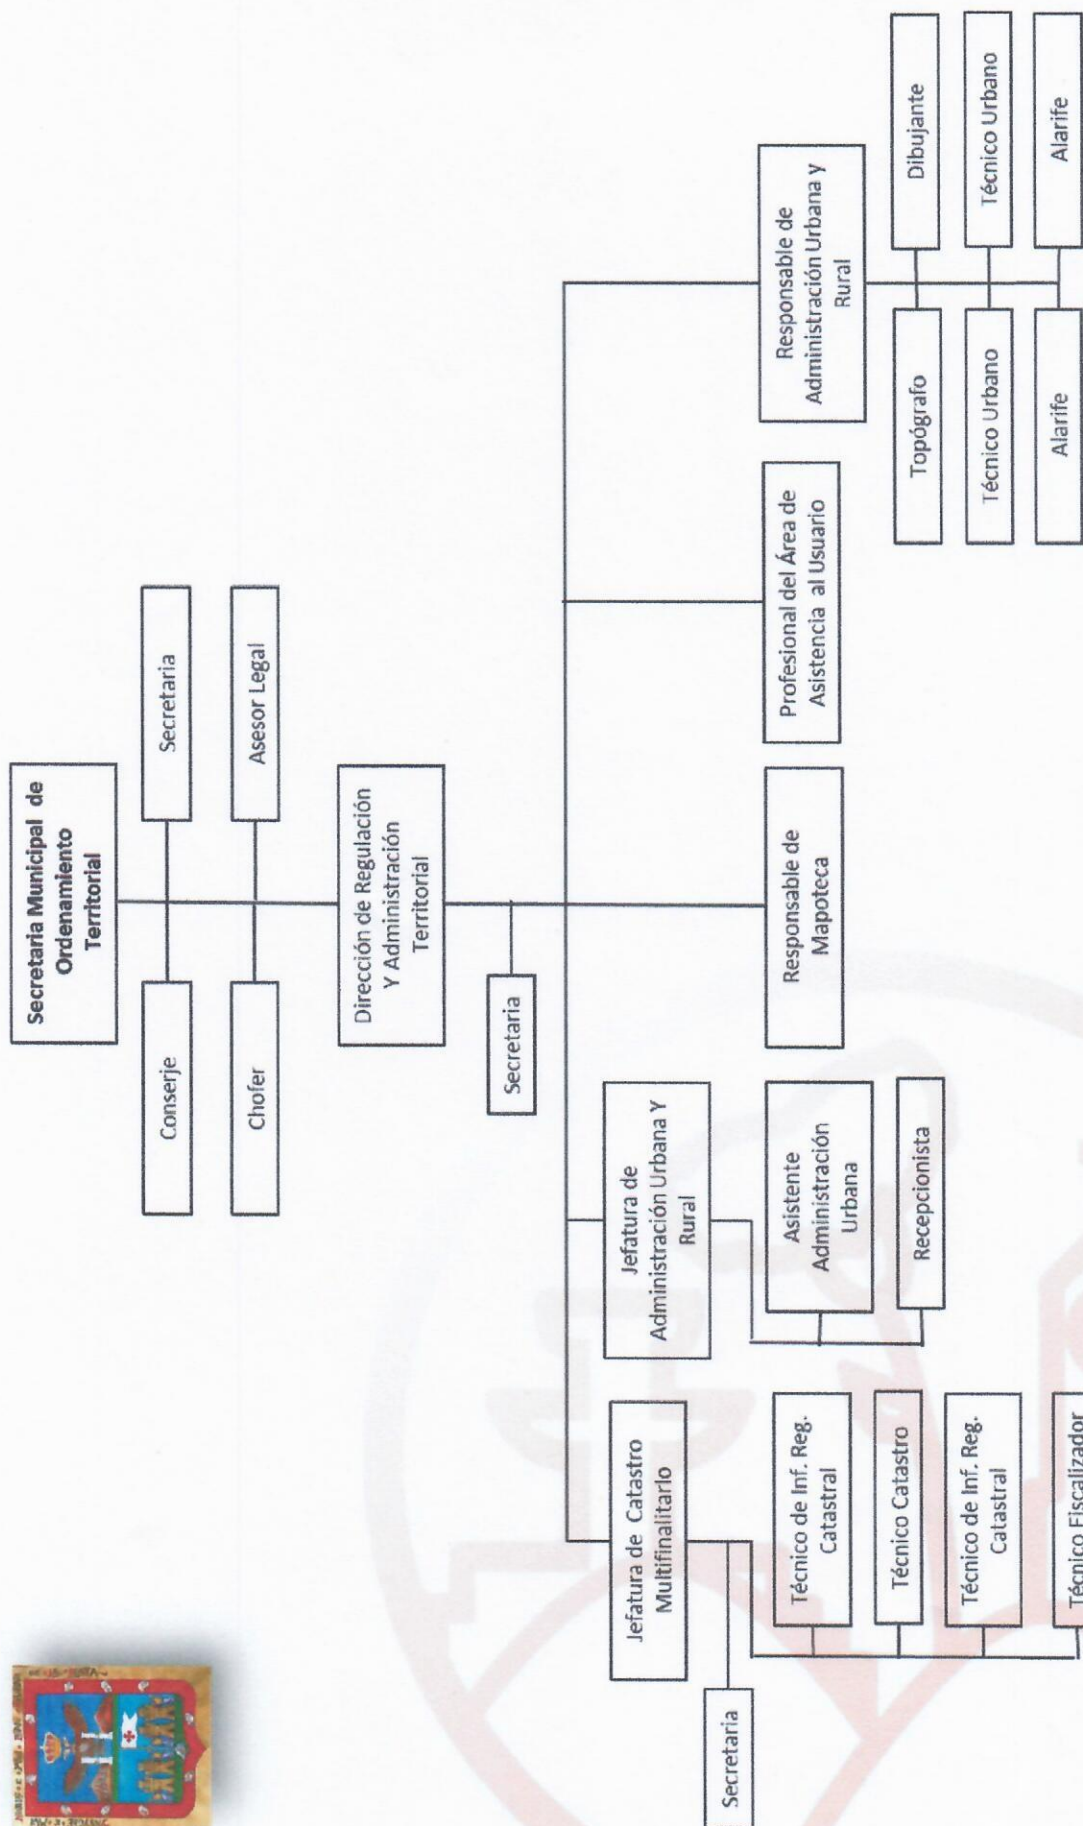 Secretaria Municipal de
Ordenamiento
Territorial
Conserje
Secretaria
Chofer
Asesor Legal
Dirección de Regulación
Y Administración
Territorial
Secretaria
Jefatura de Catastro
Multifinalitario
Secretaria
Técnico de Inf. Reg.
Catastral
Técnico Catastro
Técnico de Inf. Reg.
Catastral
Técnico Fiscalizador
Jefatura de
Administración Urbana Y
Rural
Asistente
Administración
Urbana
Recepcionista
Responsable de
Mapoteca
Profesional del Área de
Asistencia al Usuario
Responsable de
Administración Urbana y
Rural
Topógrafo
Dibujante
Técnico Urbano
Técnico Urbano
Alarife
Alarife